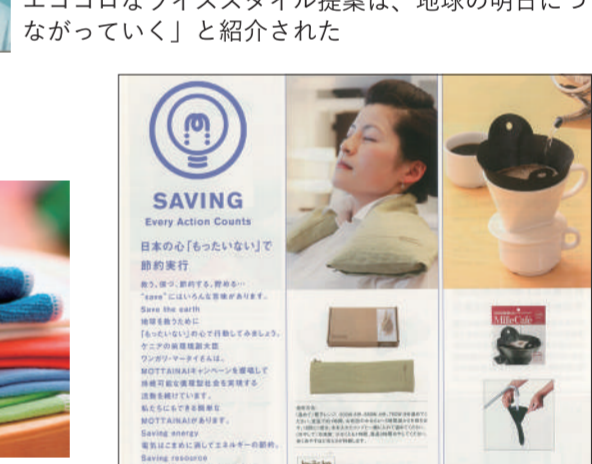 エココロなライフスタイル提案は、地球の明日につ
ながっていく」と紹介された
SAVING
Every Action Counts
日本の心「もったいない」で
節約実行
救う、保つ、節約する、貯める…
"save"にはいろんな意味があります。
Save the earth
地球を救うために
「もったいない」の心で行動してみましょう。
ケニアの前環境副大臣
ワンガリ・マータイさんは、
MOTTAINAIキャンペーンを提唱して
持続可能な循環型社会を実現する
活動を続けています。
私たちにもできる簡単な
MOTTAINAIがあります。
Saving energy
電気はこまめに消してエネルギーの節約。
Saving resource
MilleCafe